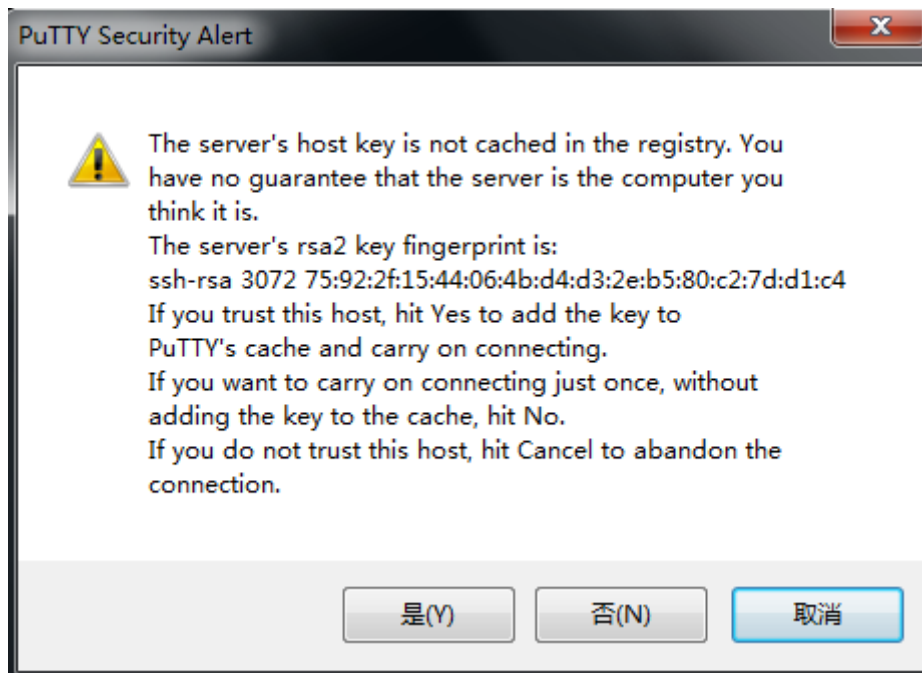 PuTTY Security Alert
The server's host key is not cached in the registry. You
have no guarantee that the server is the computer you
think it is.
The server's rsa2 key fingerprint is:
ssh-rsa 3072 75:92:2f:15:44:06:4b:d4:d3:2e:b5:80:c2:7d:d1:c4
If you trust this host, hit Yes to add the key to
PuTTY's cache and carry on connecting.
If you want to carry on connecting just once, without
adding the key to the cache, hit No.
If you do not trust this host, hit Cancel to abandon the
connection.
是(Y) 否(N) 取消